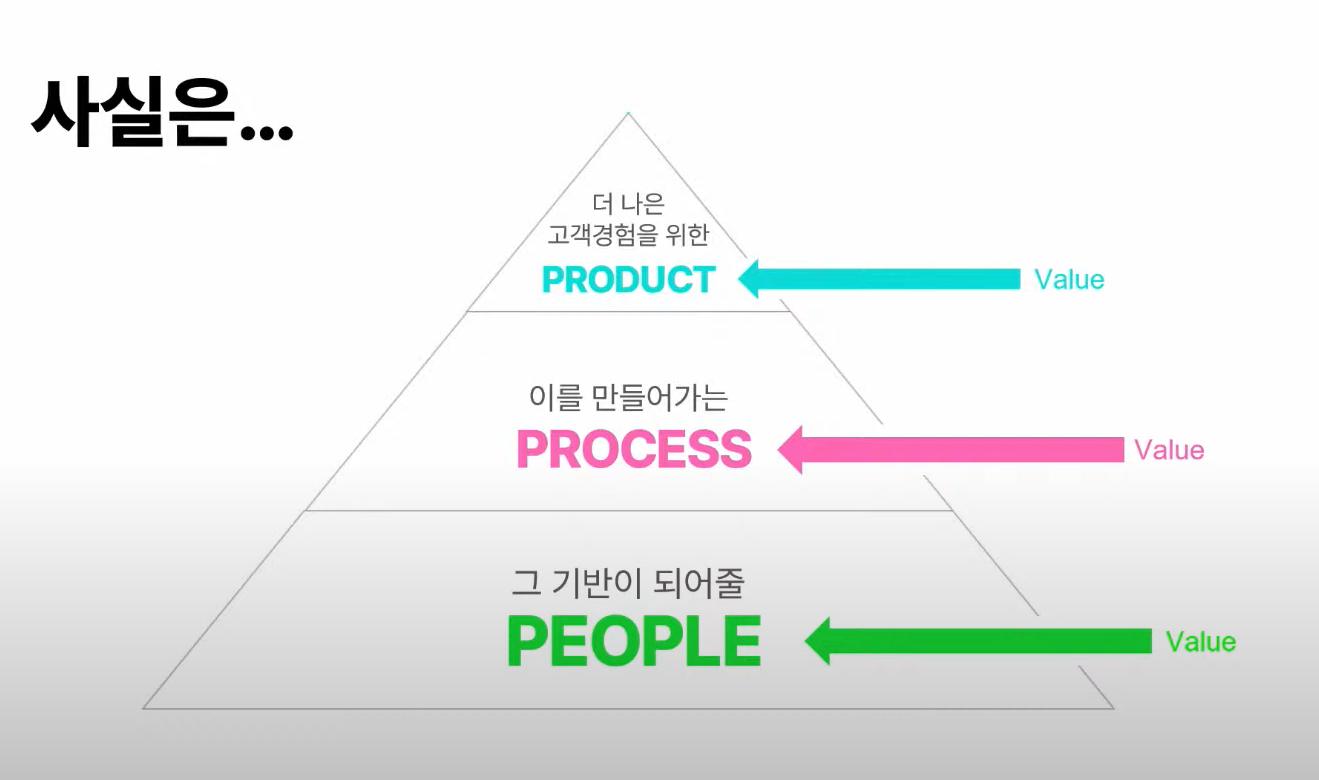 사실은...
더 나은
고객경험을 위한
PRODUCT
Value
이를 만들어가는
PROCESS
Value
그 기반이 되어줄
PEOPLE
Value